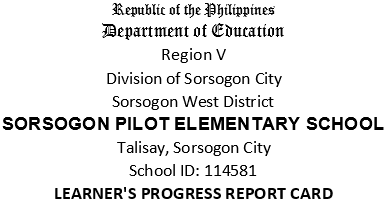 Republic of the Philippines
Department of Education
Region V
Division of Sorsogon City
Sorsogon West District
SORSOGON PILOT ELEMENTARY SCHOOL
Talisay, Sorsogon City
School ID: 114581
LEARNER'S PROGRESS REPORT CARD